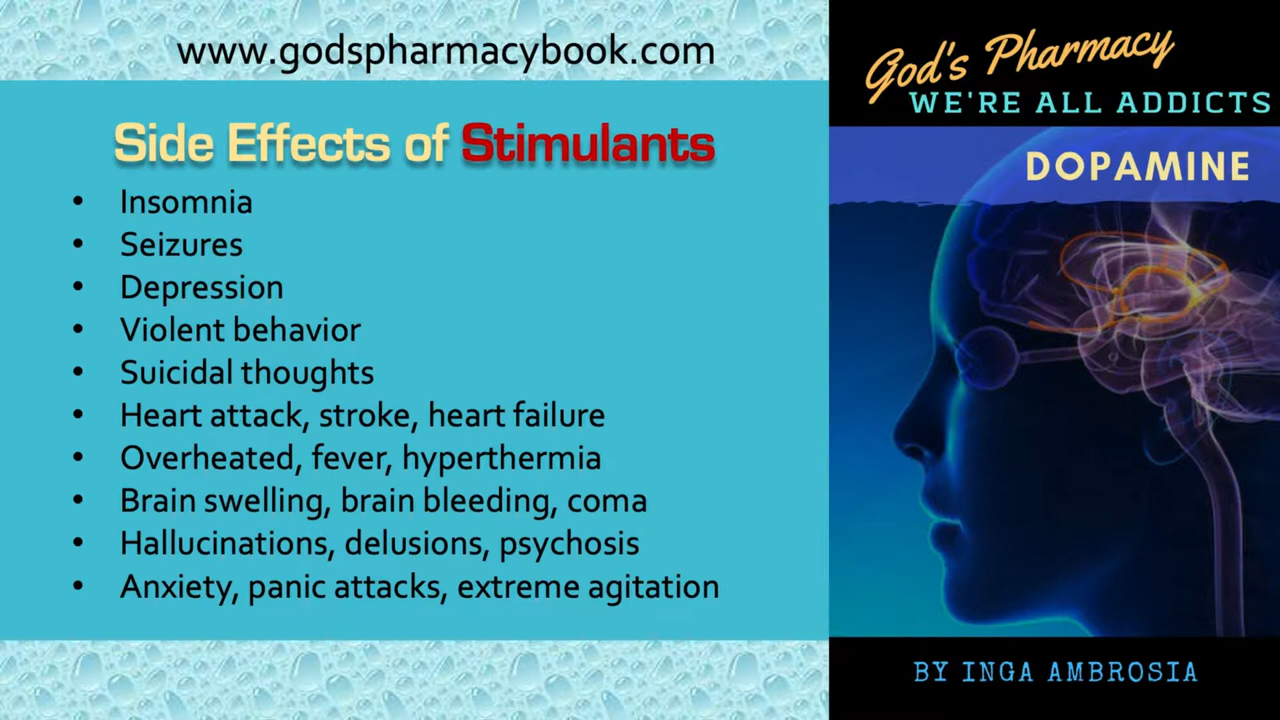 www.godspharmacybook.com
Side Effects of Stimulants
• Insomnia
• Seizures
• Depression
• Violent behavior
• Suicidal thoughts
• Heart attack, stroke, heart failure
• Overheated, fever, hyperthermia
• Brain swelling, brain bleeding, coma
• Hallucinations, delusions, psychosis
• Anxiety, panic attacks, extreme agitation
God's Pharmacy
WE'RE ALL ADDICTS
DOPAMINE
BY INGA AMBROSIA